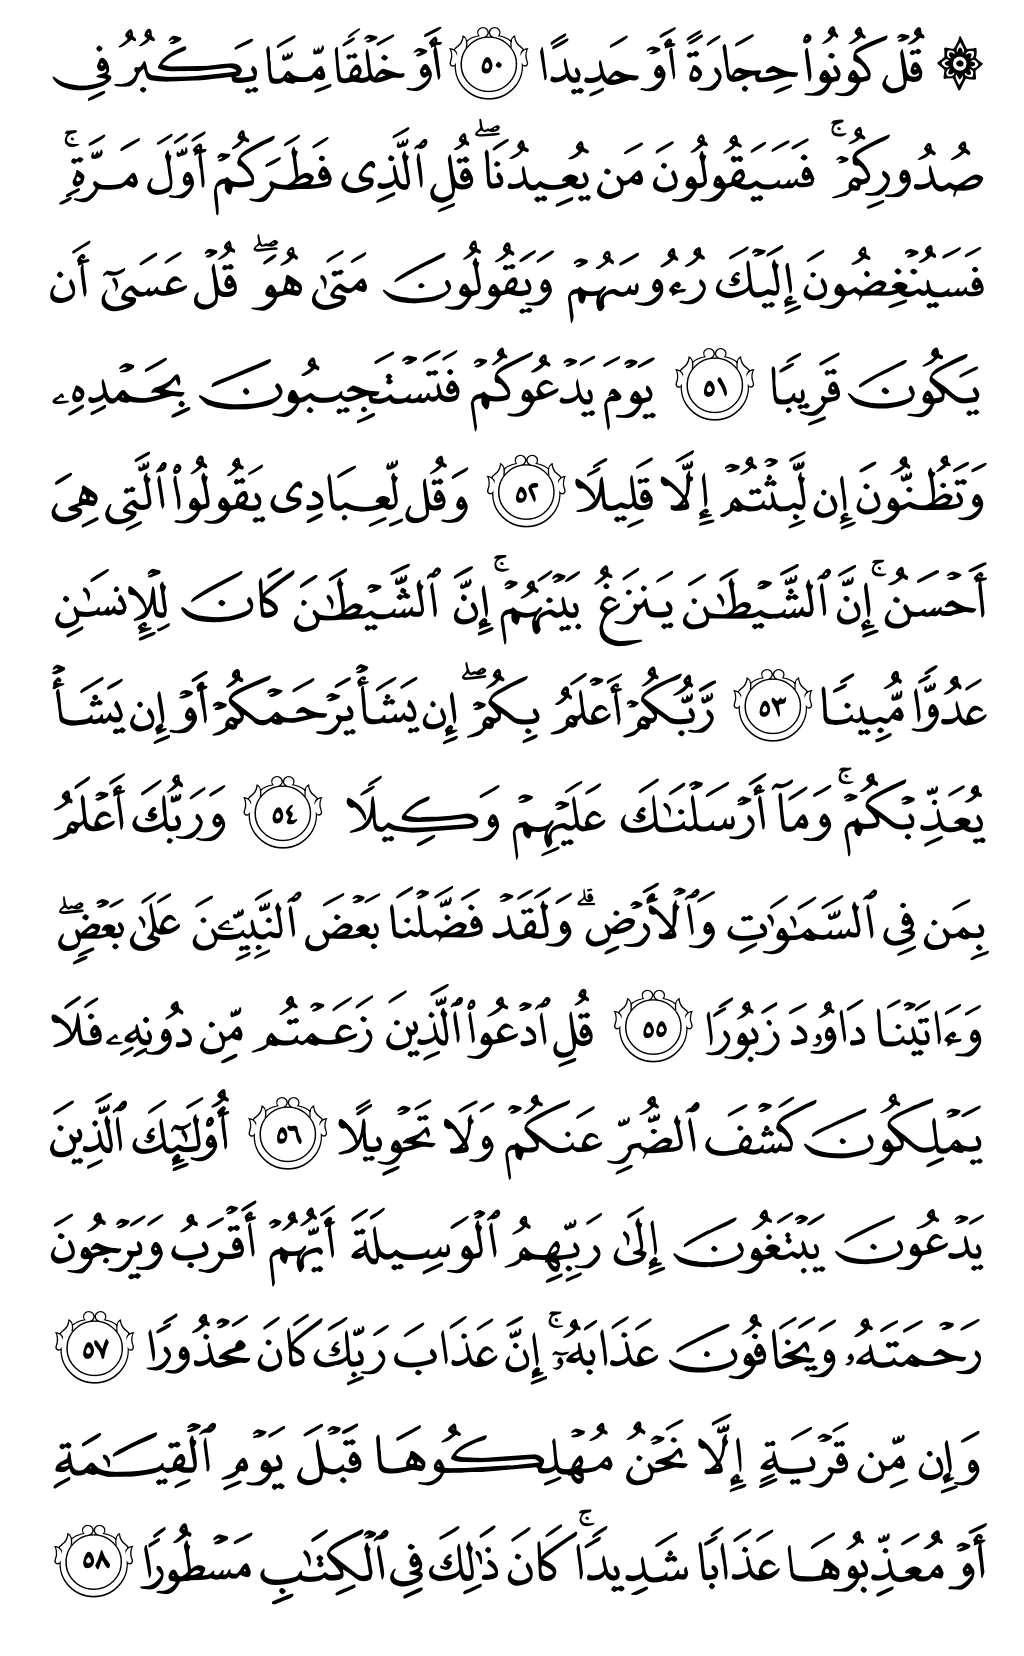 ۞ قُلۡ كُونُواْ حِجَارَةً أَوۡ حَدِيدًا ٥٠ أَوۡ خَلۡقٗا مِّمَّا يَكۡبُرُ فِي
صُدُورِكُمۡۚ فَسَيَقُولُونَ مَن يُعِيدُنَاۖ قُلِ ٱلَّذِي فَطَرَكُمۡ أَوَّلَ مَرَّةٖۚ
فَسَيُنۡغِضُونَ إِلَيۡكَ رُءُوسَهُمۡ وَيَقُولُونَ مَتَىٰ هُوَۖ قُلۡ عَسَىٰٓ أَن
يَكُونَ قَرِيبٗا ٥١ يَوۡمَ يَدۡعُوكُمۡ فَتَسۡتَجِيبُونَ بِحَمۡدِهِۦ
وَتَظُنُّونَ إِن لَّبِثۡتُمۡ إِلَّا قَلِيلٗا ٥٢ وَقُل لِّعِبَادِي يَقُولُواْ ٱلَّتِي هِيَ
أَحۡسَنُۚ إِنَّ ٱلشَّيۡطَٰنَ يَنزَغُ بَيۡنَهُمۡۚ إِنَّ ٱلشَّيۡطَٰنَ كَانَ لِلۡإِنسَٰنِ
عَدُوّٗا مُّبِينٗا ٥٣ رَّبُّكُمۡ أَعۡلَمُ بِكُمۡۖ إِن يَشَأۡ يَرۡحَمۡكُمۡ أَوۡ إِن يَشَأۡ
يُعَذِّبۡكُمۡۚ وَمَآ أَرۡسَلۡنَٰكَ عَلَيۡهِمۡ وَكِيلٗا ٥٤ وَرَبُّكَ أَعۡلَمُ
بِمَن فِي ٱلسَّمَٰوَٰتِ وَٱلۡأَرۡضِۗ وَلَقَدۡ فَضَّلۡنَا بَعۡضَ ٱلنَّبِيِّـۧنَ عَلَىٰ بَعۡضٖۖ
وَءَاتَيۡنَا دَاوُۥدَ زَبُورٗا ٥٥ قُلِ ٱدۡعُواْ ٱلَّذِينَ زَعَمۡتُم مِّن دُونِهِۦ فَلَا
يَمۡلِكُونَ كَشۡفَ ٱلضُّرِّ عَنكُمۡ وَلَا تَحۡوِيلًا ٥٦ أُوْلَٰٓئِكَ ٱلَّذِينَ
يَدۡعُونَ يَبۡتَغُونَ إِلَىٰ رَبِّهِمُ ٱلۡوَسِيلَةَ أَيُّهُمۡ أَقۡرَبُ وَيَرۡجُونَ
رَحۡمَتَهُۥ وَيَخَافُونَ عَذَابَهُۥٓۚ إِنَّ عَذَابَ رَبِّكَ كَانَ مَحۡذُورٗا ٥٧
وَإِن مِّن قَرۡيَةٍ إِلَّا نَحۡنُ مُهۡلِكُوهَا قَبۡلَ يَوۡمِ ٱلۡقِيَٰمَةِ
أَوۡ مُعَذِّبُوهَا عَذَابٗا شَدِيدٗاۚ كَانَ ذَٰلِكَ فِي ٱلۡكِتَٰبِ مَسۡطُورٗا ٥٨